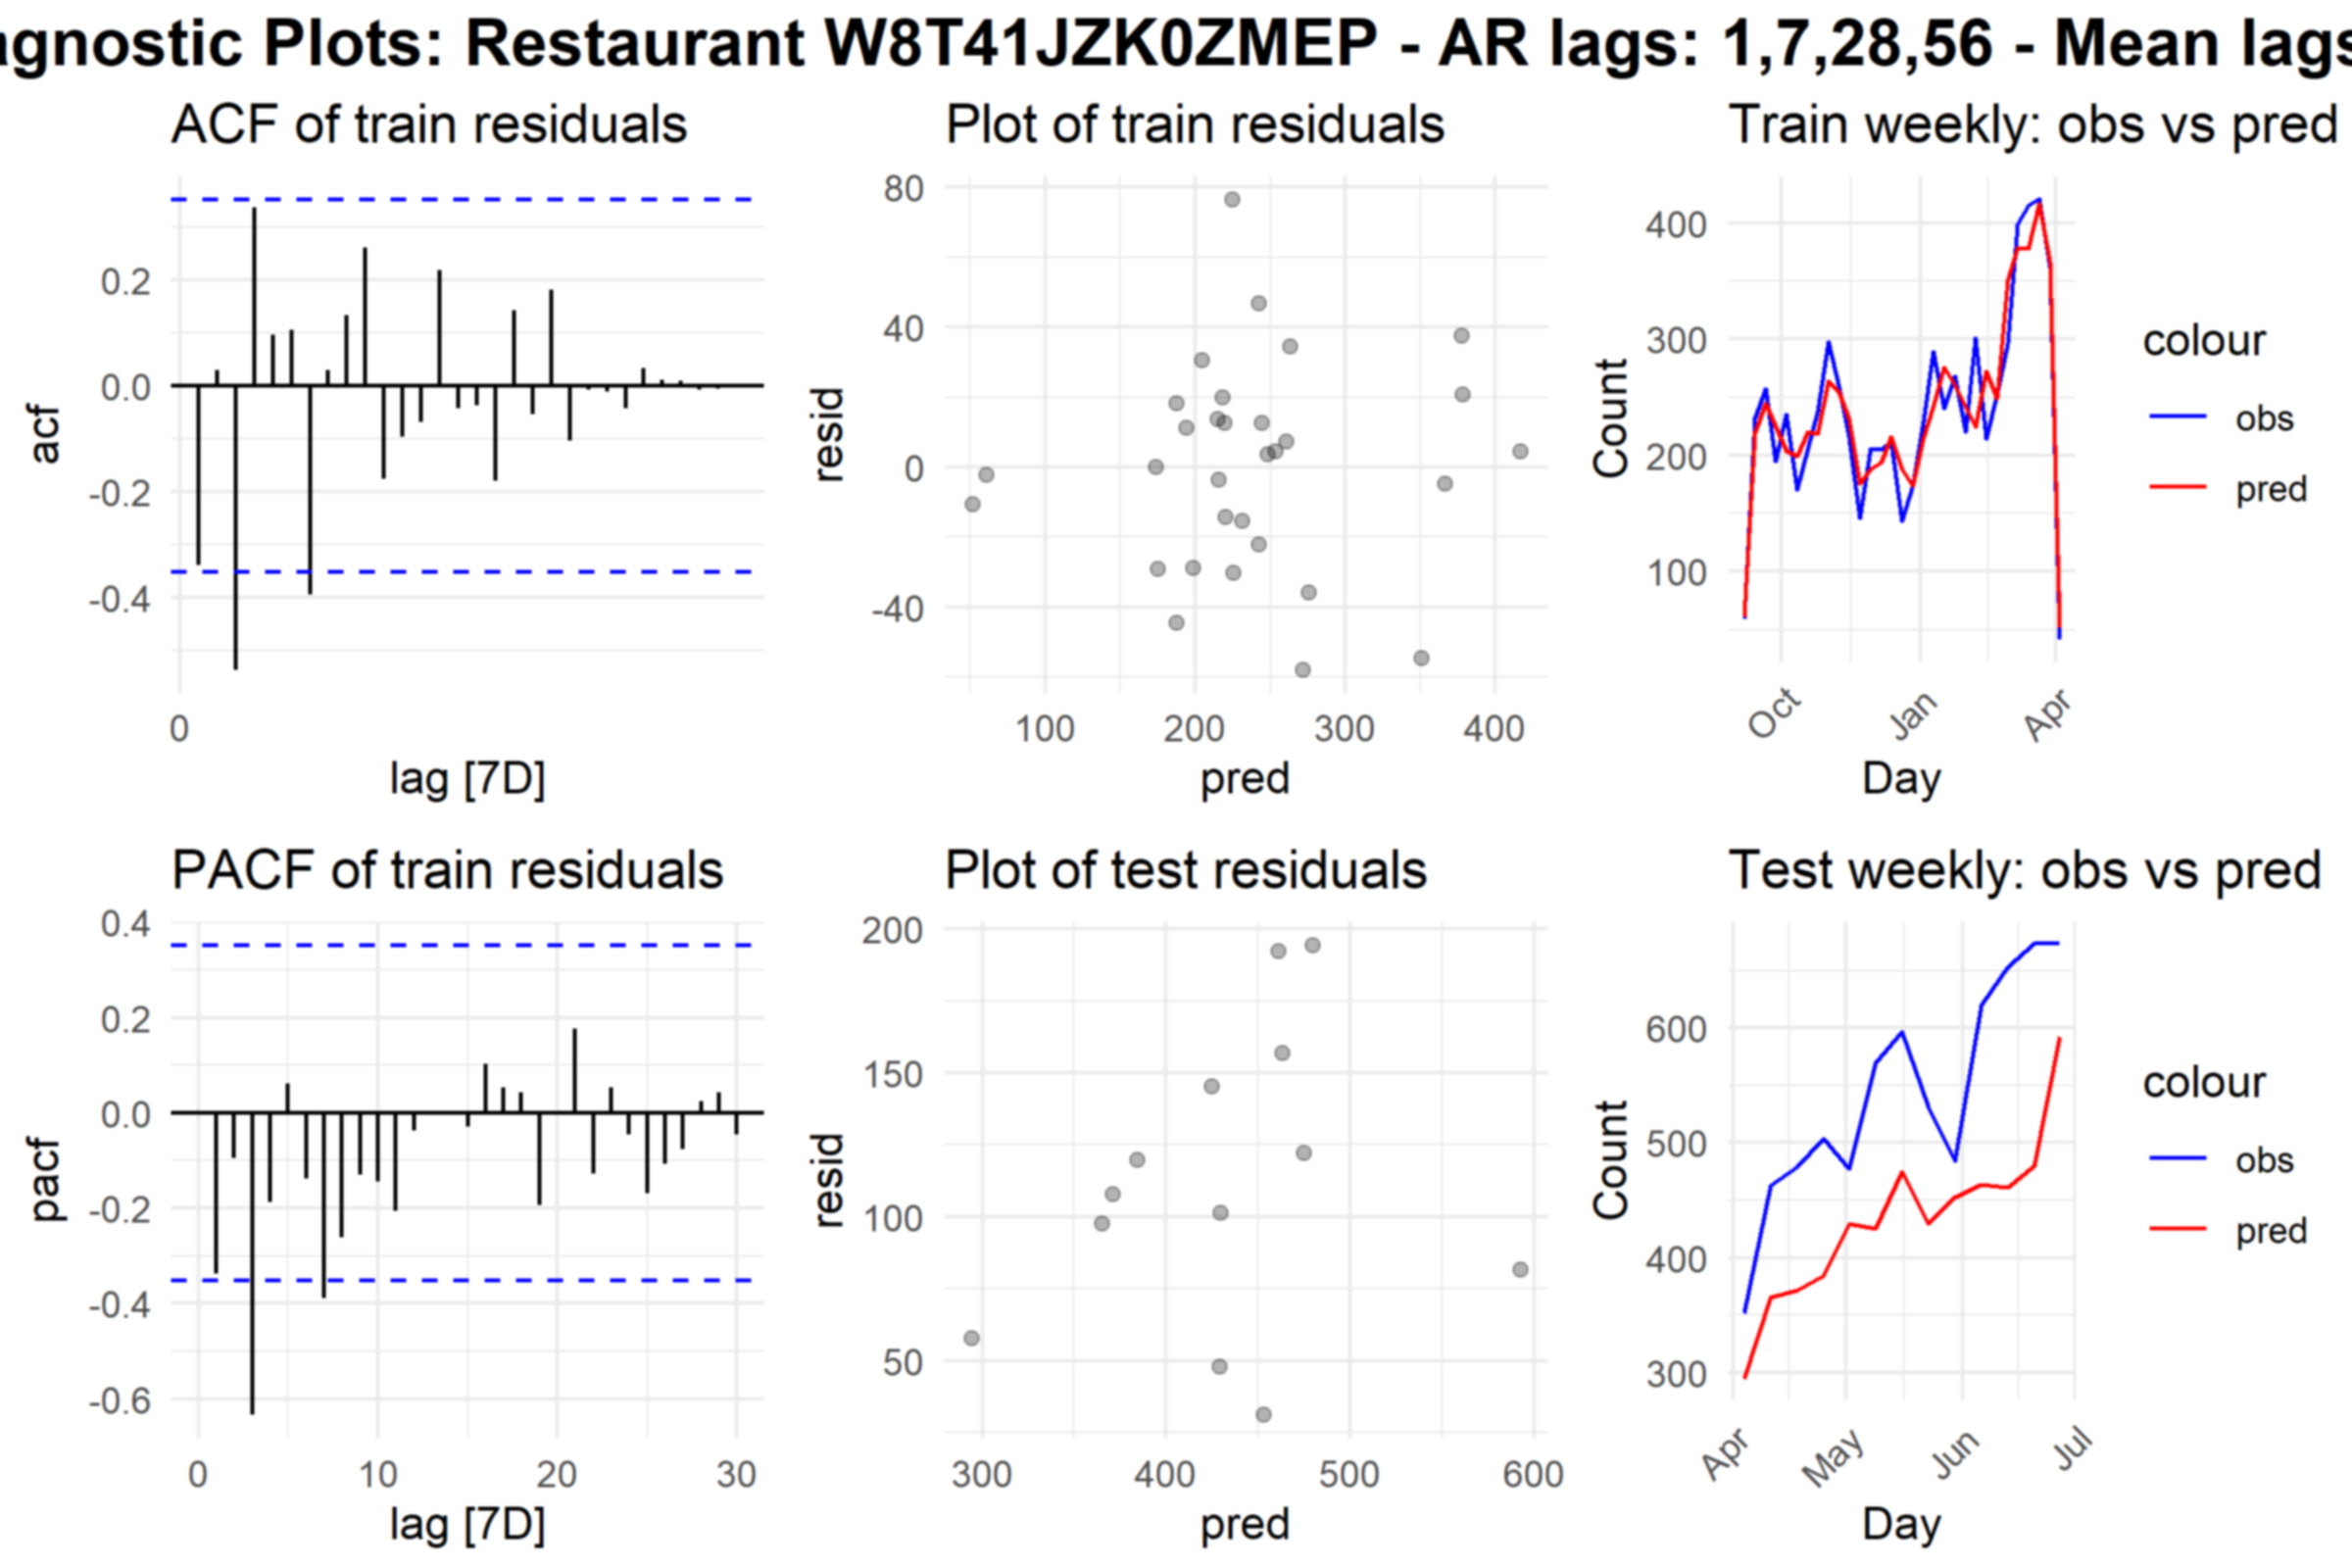 agnostic Plots: Restaurant W8T41JZK0ZMEP - AR lags: 1,7,28,56 - Mean lags
ACF of train residuals
0.2
0.0
-0.2
-0.4
acf
0
lag [7D]
Plot of train residuals
80
40
0
-40
resid
100 200 300 400
pred
Train weekly: obs vs pred
400
300
200
100
Count
Oct Jan Apr
Day
colour
obs
pred
PACF of train residuals
0.4
0.2
0.0
-0.2
-0.4
-0.6
pacf
0 10 20 30
lag [7D]
Plot of test residuals
200
150
100
50
resid
300 400 500 600
pred
Test weekly: obs vs pred
600
500
400
300
Count
Apr May Jun Jul
Day
colour
obs
pred